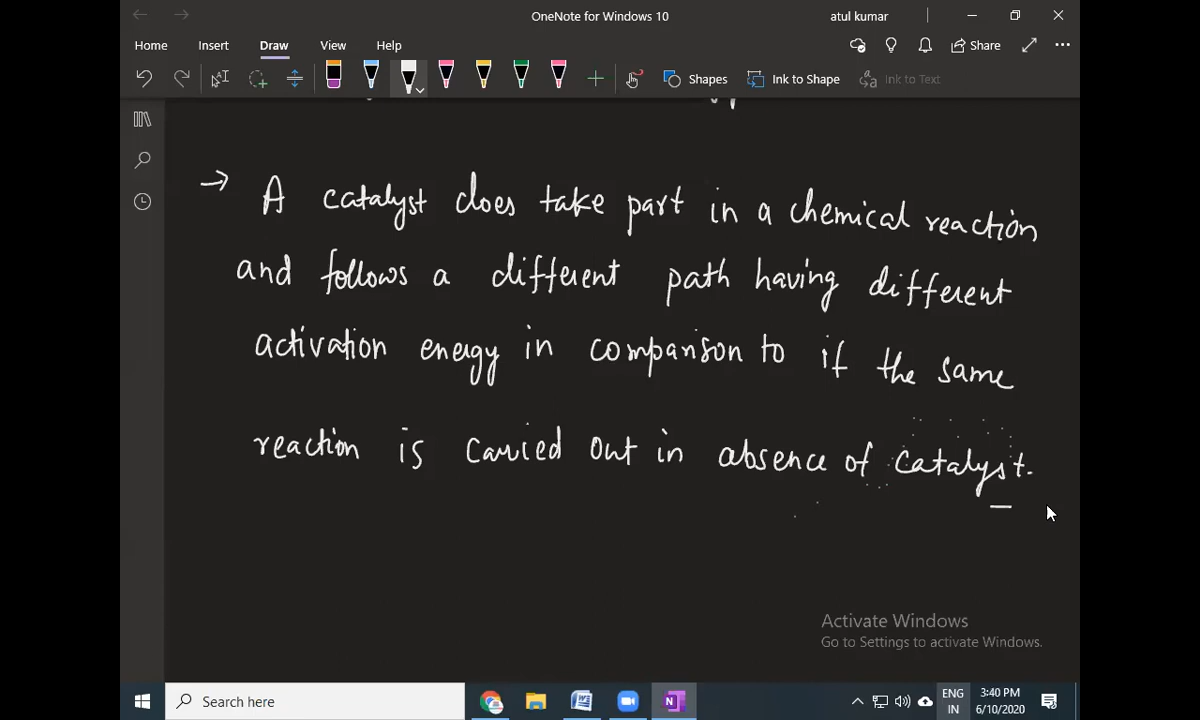 OneNote for Windows 10
atul kumar
Home Insert Draw View Help
Share
Shapes Ink to Shape Ink to Text
→ A catalyst does take part in a chemical reaction
and follows a different path having different
activation energy in comparison to if the same
reaction is carried out in absence of catalyst.
Activate Windows
Go to Settings to activate Windows.
Search here
ENG
IN
3:40 PM
6/10/2020